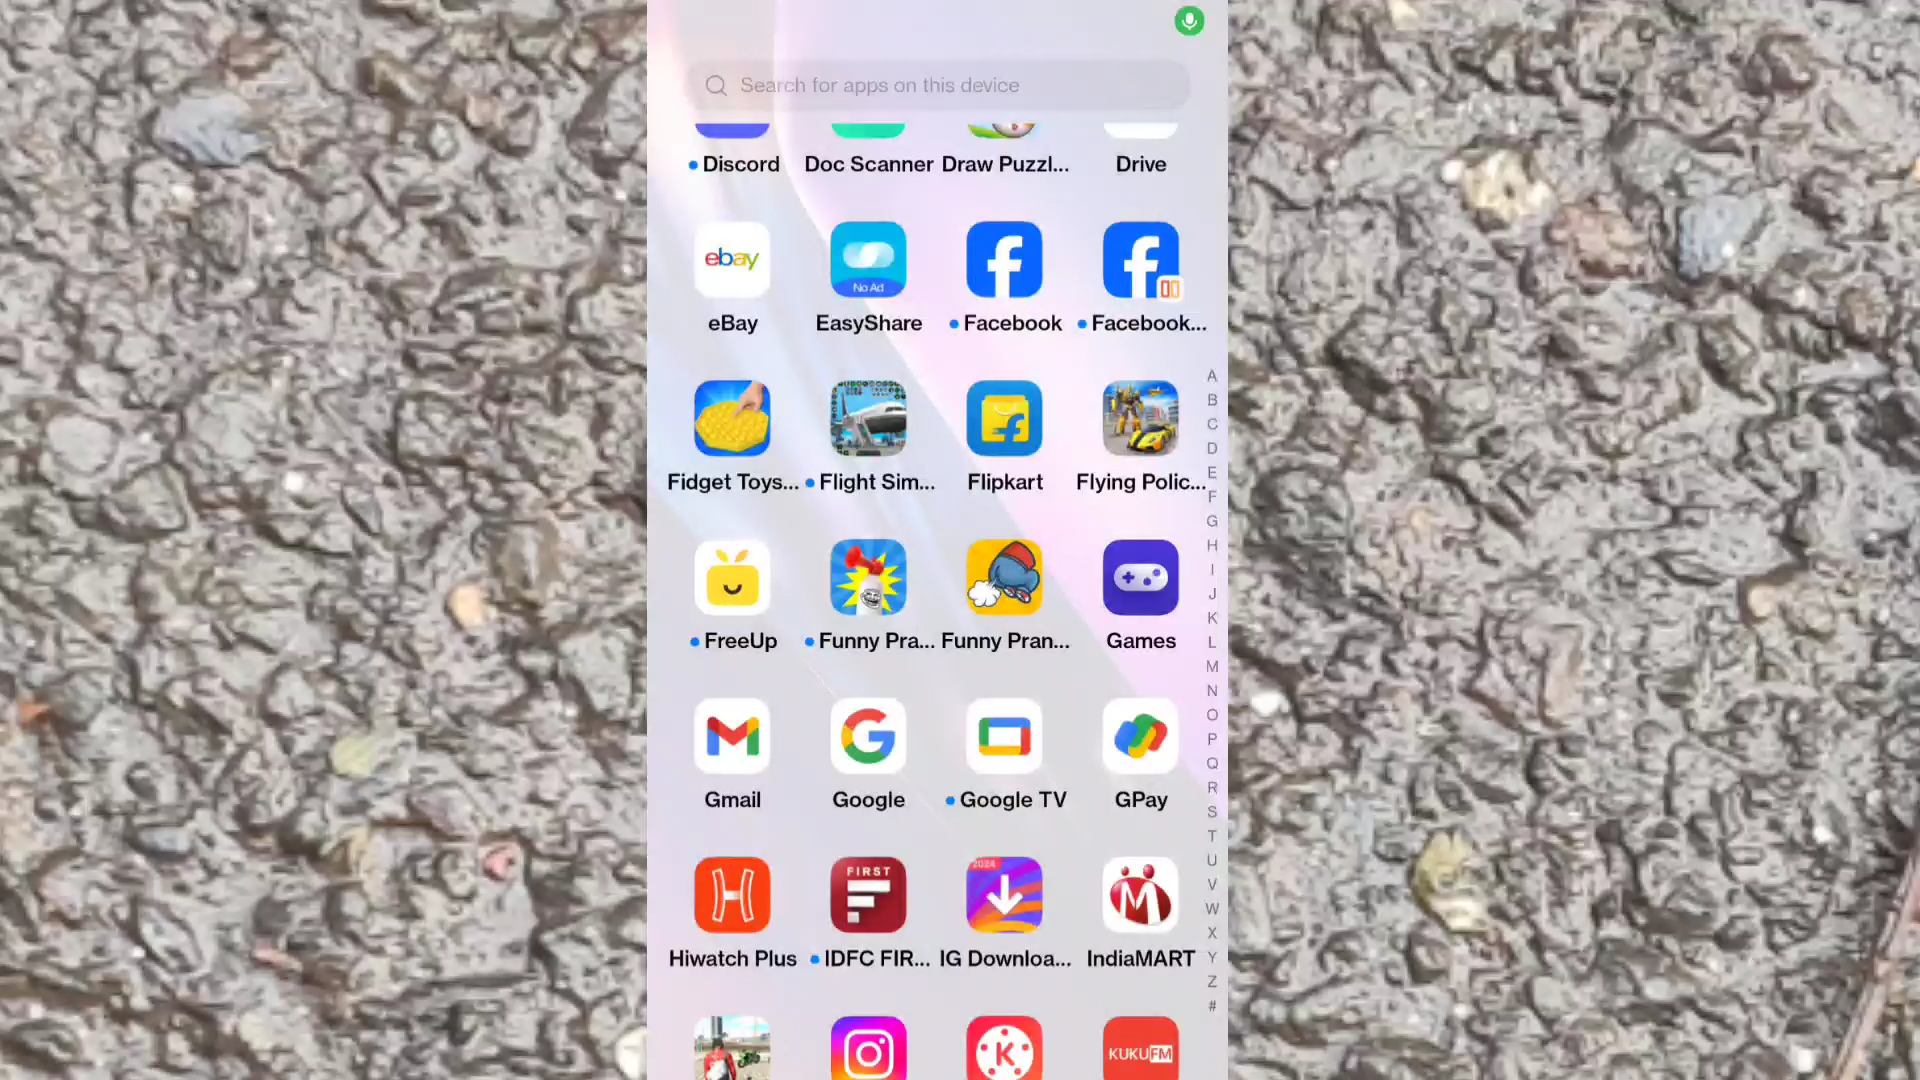 Search for apps on this device
Discord Doc Scanner Draw Puzzl... Drive
ebay No Ad
eBay EasyShare Facebook Facebook...
Fidget Toys... Flight Sim... Flipkart Flying Polic...
FreeUp Funny Pra... Funny Pran... Games
Gmail Google Google TV GPay
FIRST 2024
Hiwatch Plus IDFC FIR... IG Downloa... IndiaMART
K KUKU FM
A
B
C
D
E
F
G
H
I
J
K
L
M
N
O
P
Q
R
S
T
U
V
W
X
Y
Z
#